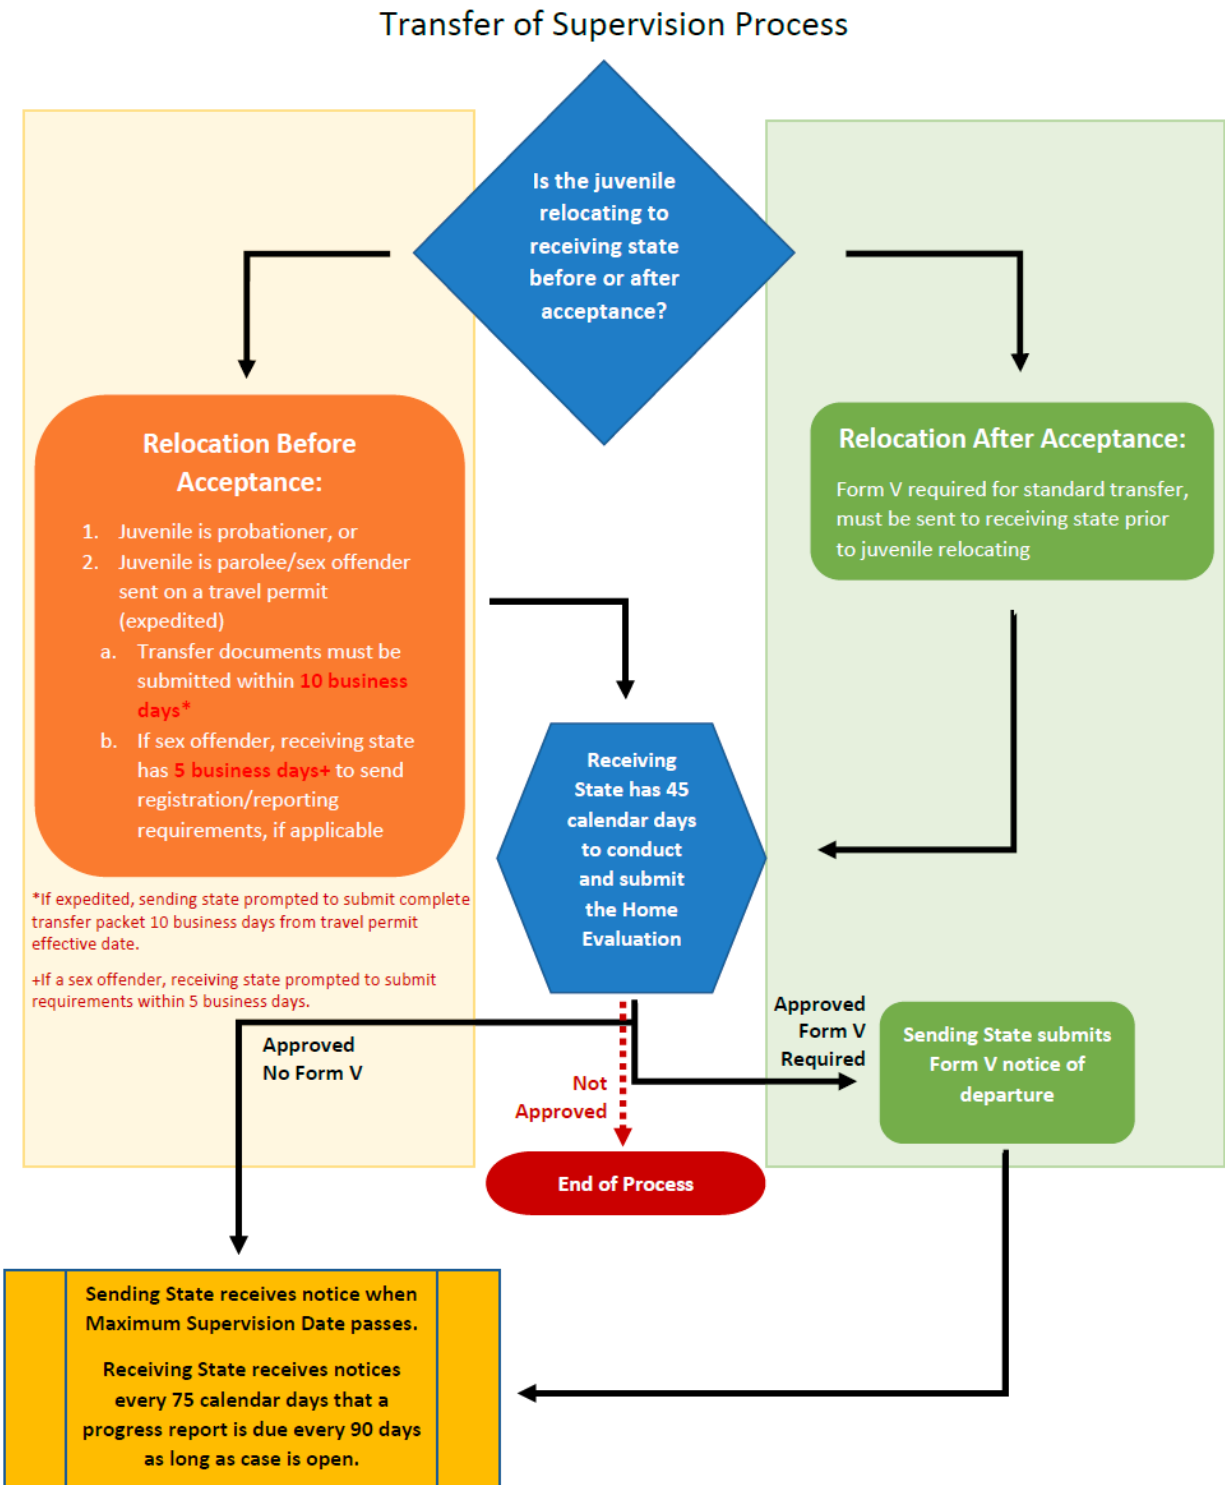 Transfer of Supervision Process
Is the juvenile
relocating to
receiving state
before or after
acceptance?
Relocation Before
Acceptance:
1. Juvenile is probationer, or
2. Juvenile is parolee/sex offender
sent on a travel permit
(expedited)
a. Transfer documents must be
submitted within 10 business
days*
b. If sex offender, receiving state
has 5 business days+ to send
registration/reporting
requirements, if applicable
*If expedited, sending state prompted to submit complete
transfer packet 10 business days from travel permit
effective date.
+If a sex offender, receiving state prompted to submit
requirements within 5 business days.
Relocation After Acceptance:
Form V required for standard transfer,
must be sent to receiving state prior
to juvenile relocating
Receiving
State has 45
calendar days
to conduct
and submit
the Home
Evaluation
Approved
No Form V
Not
Approved
Approved
Form V
Required
Sending State submits
Form V notice of
departure
End of Process
Sending State receives notice when
Maximum Supervision Date passes.
Receiving State receives notices
every 75 calendar days that a
progress report is due every 90 days
as long as case is open.